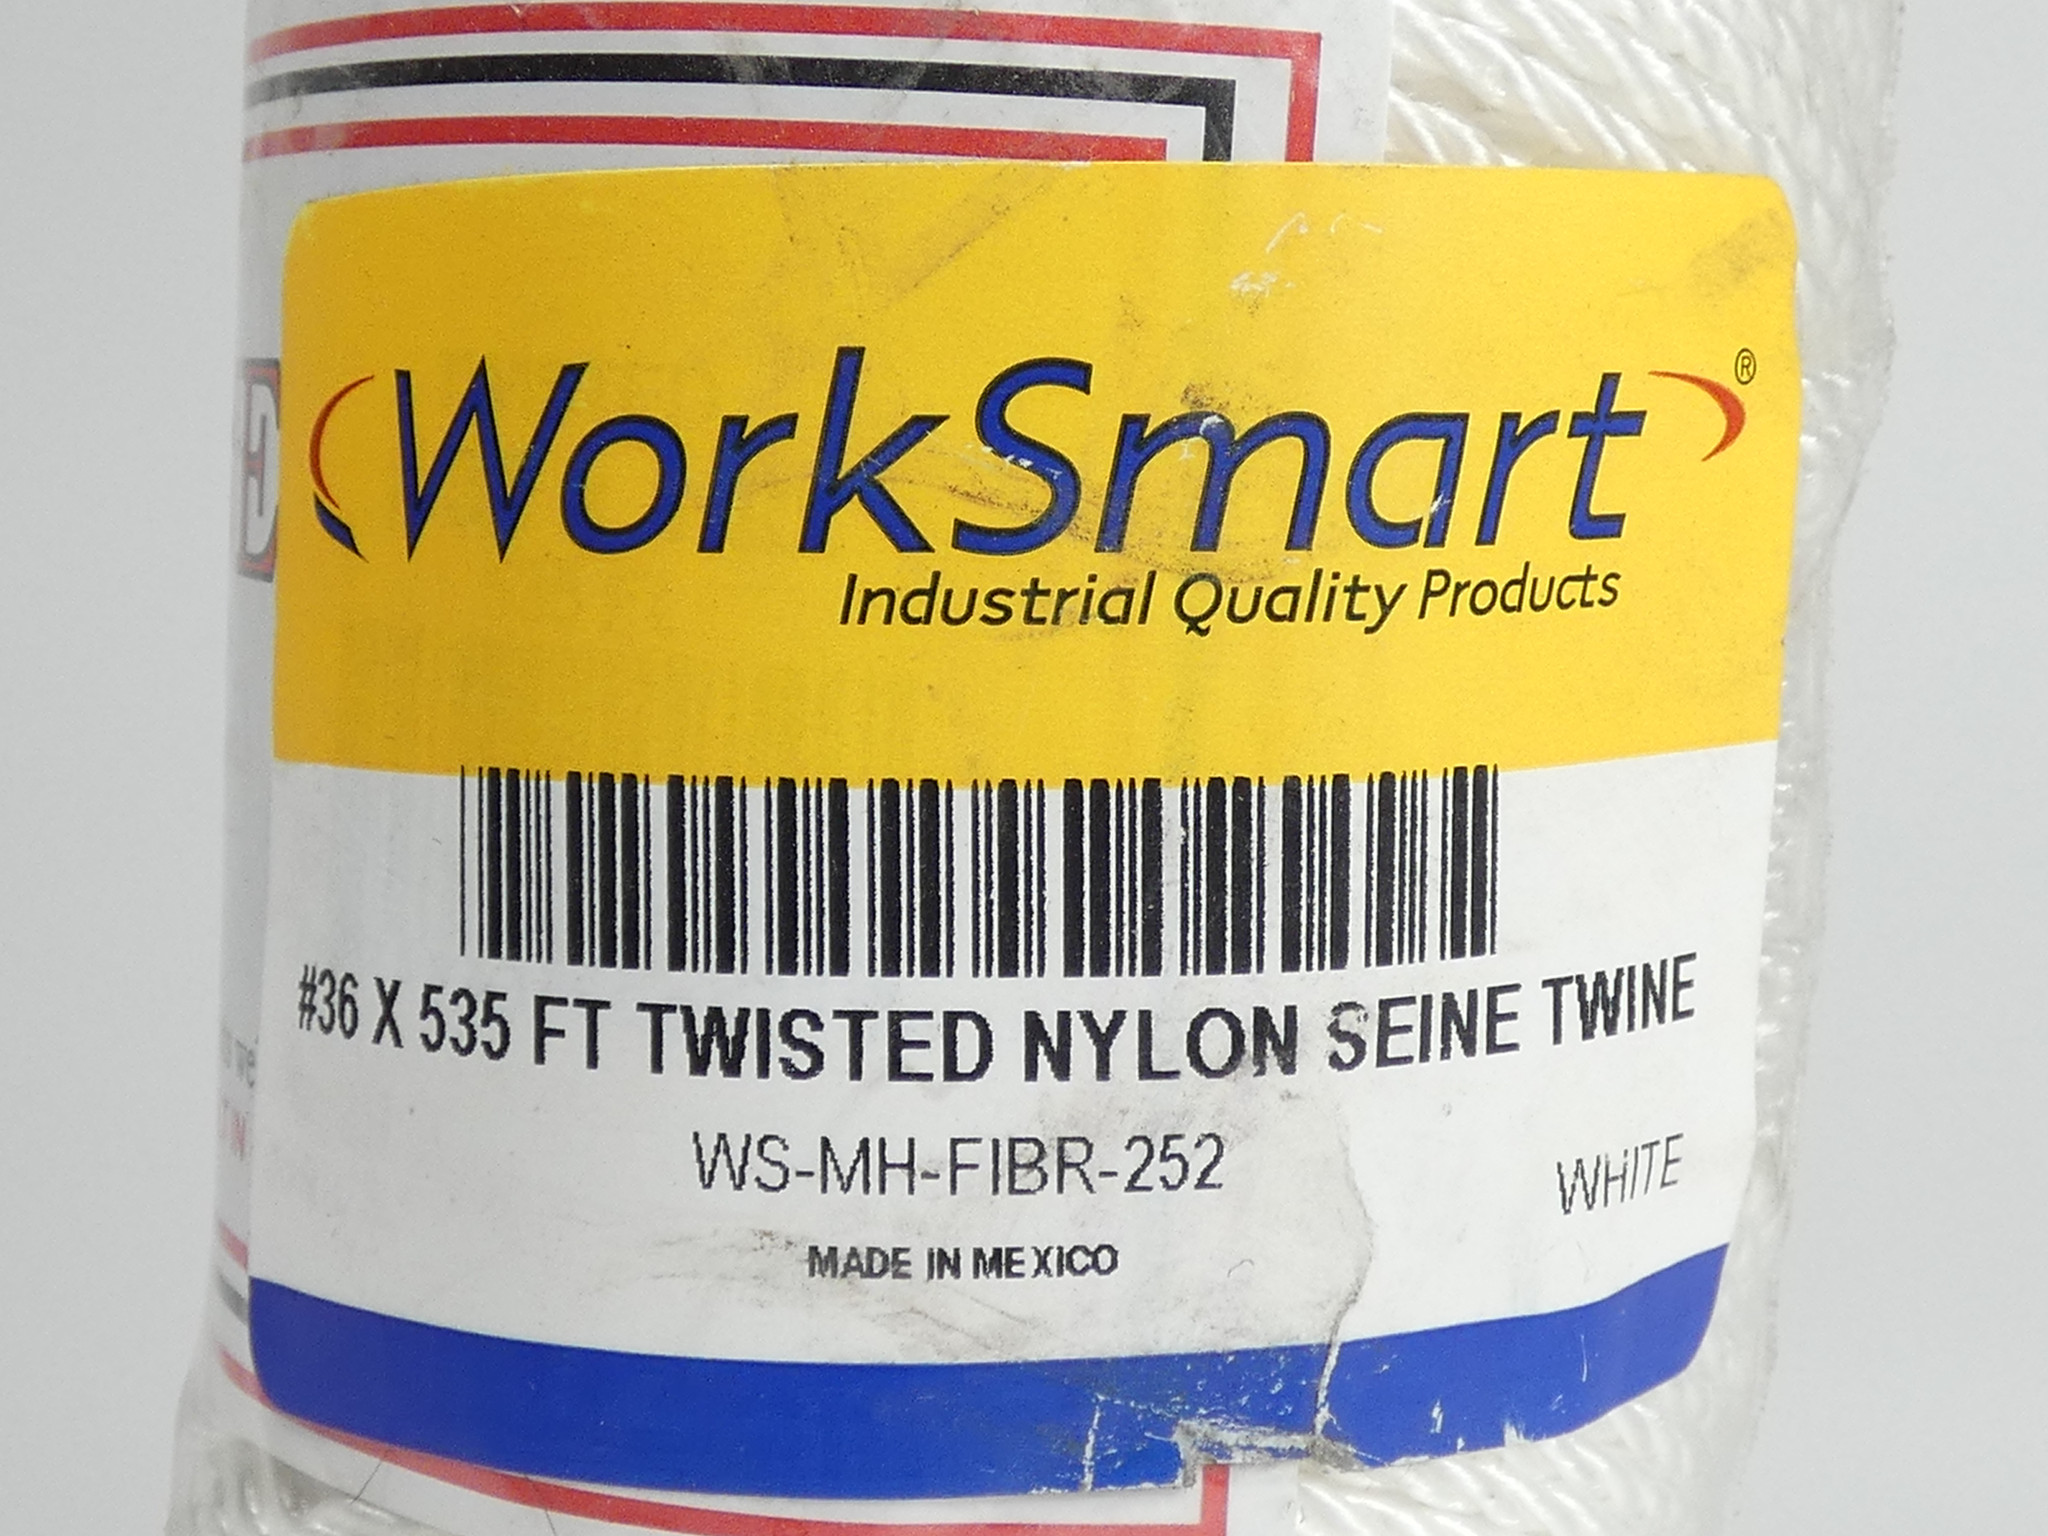 WorkSmart®
Industrial Quality Products
#36 X 535 FT TWISTED NYLON SEINE TWINE
WS-MH-FIBR-252
WHITE
MADE IN MEXICO